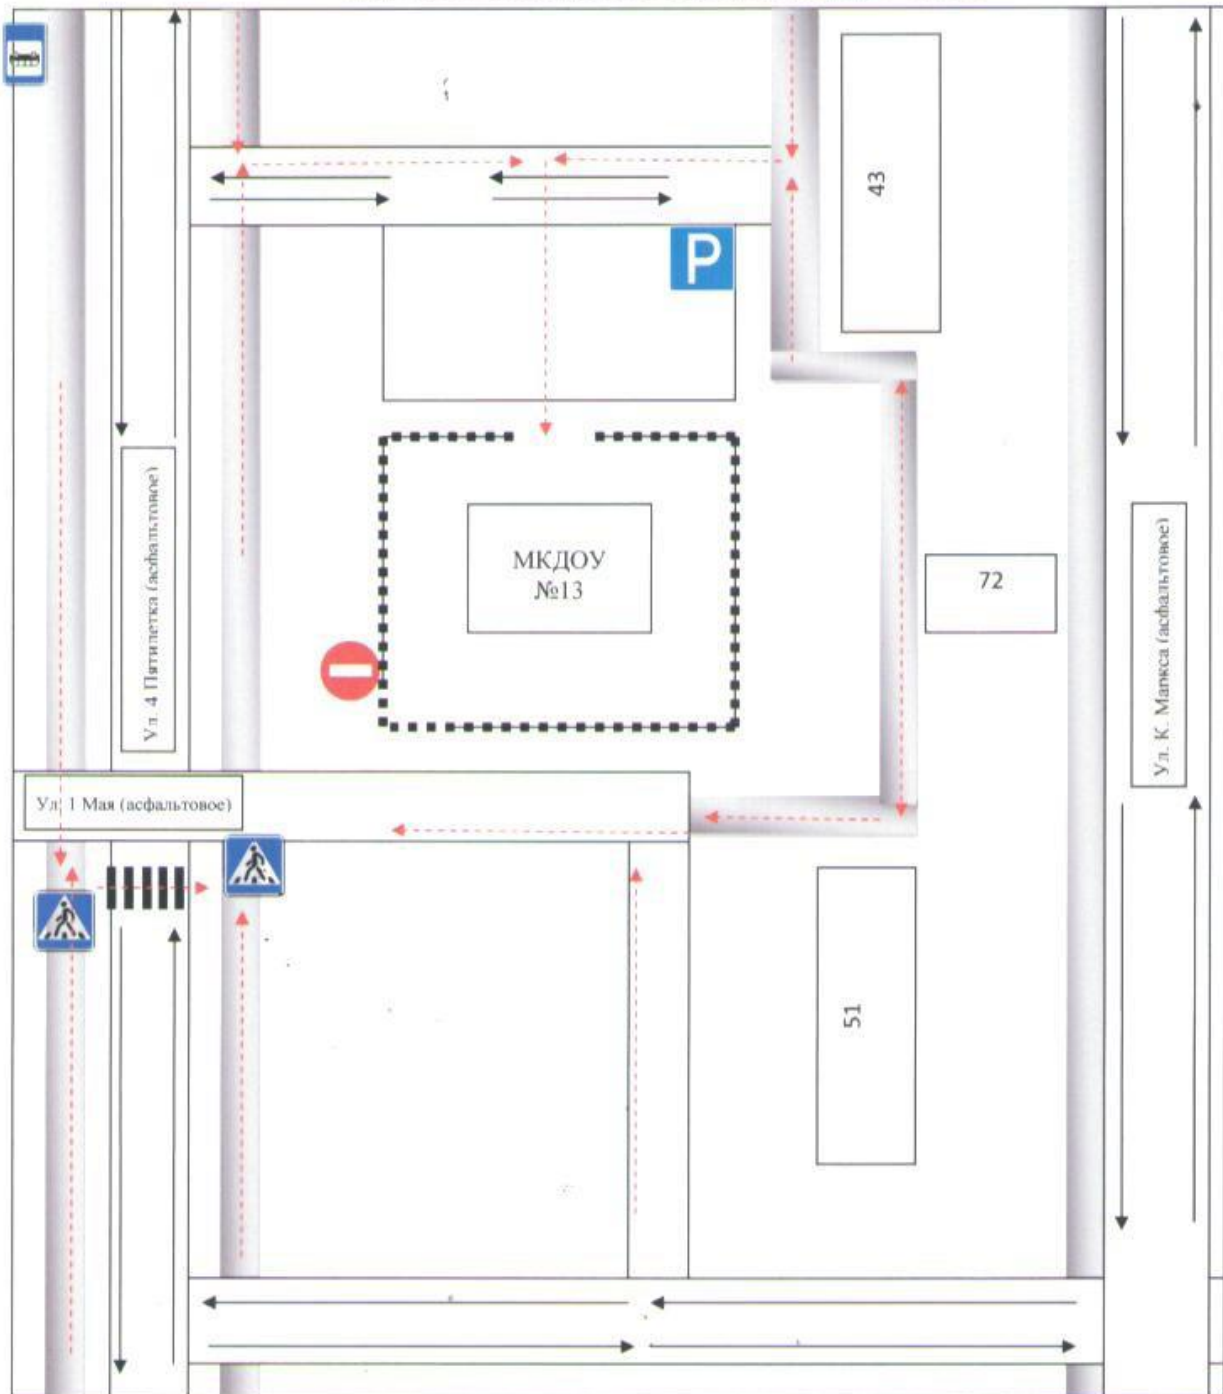 43
P
Ул. 4 Пятилетка (асфальтовое)
МКДОУ
№13
72
Ул. К. Маркса (асфальтовое)
Ул. 1 Мая (асфальтовое)
51